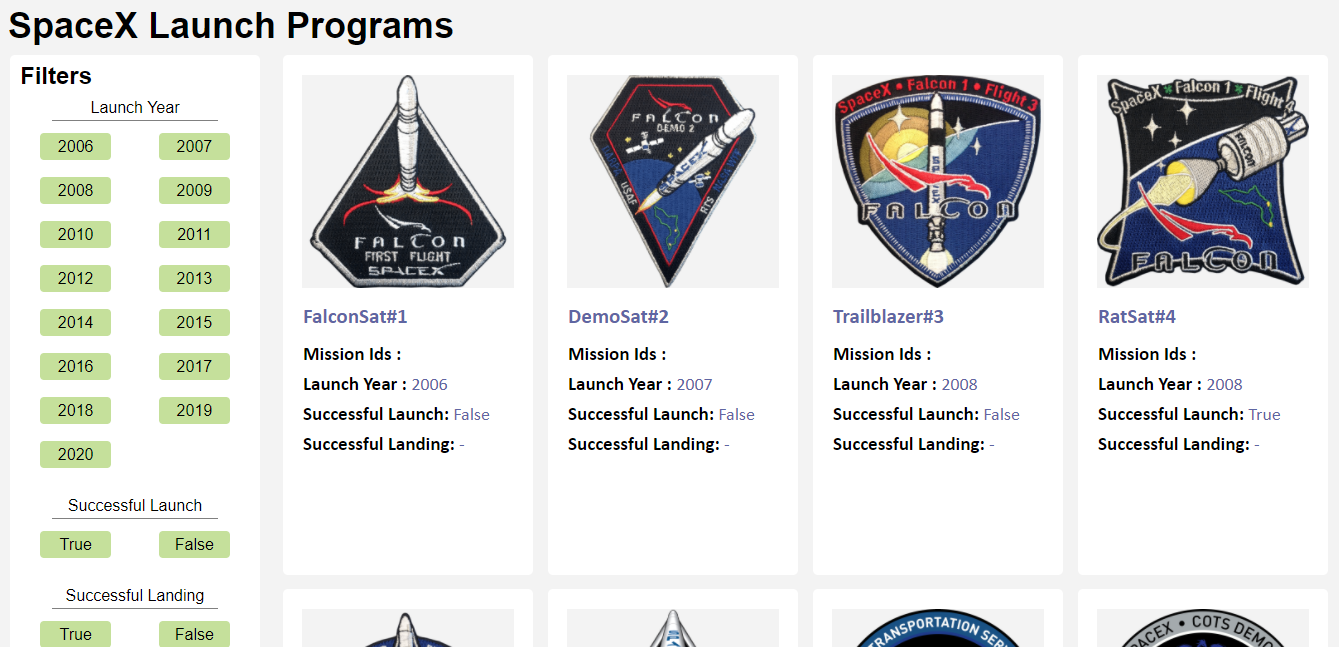 SpaceX Launch Programs
Filters
Launch Year
2006 2007
2008 2009
2010 2011
2012 2013
2014 2015
2016 2017
2018 2019
2020
Successful Launch
True False
Successful Landing
True False
FALCON
FIRST FLIGHT
SPACEX
FalconSat#1
Mission Ids :
Launch Year : 2006
Successful Launch: False
Successful Landing: -
FALCON
DEMO 2
SPACEX
USAF
RTS
DemoSat#2
Mission Ids :
Launch Year : 2007
Successful Launch: False
Successful Landing: -
SpaceX • Falcon 1 • Flight 3
SPACEX
FALCON
Trailblazer#3
Mission Ids :
Launch Year : 2008
Successful Launch: False
Successful Landing: -
SpaceX Falcon 1 Flight 4
FALCON
FALCON
RatSat#4
Mission Ids :
Launch Year : 2008
Successful Launch: True
Successful Landing: -
TRANSPORTATION
SPACEX • COTS DEMO